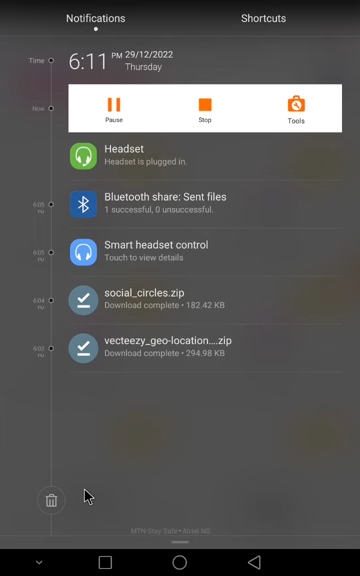 Notifications
Shortcuts
Time
6:11 PM 29/12/2022
Thursday
Now
Pause
Stop
Tools
Headset
Headset is plugged in.
6:05 PM
Bluetooth share: Sent files
1 successful, 0 unsuccessful.
6:05 PM
Smart headset control
Touch to view details
6:04 PM
social_circles.zip
Download complete • 182.42 KB
6:03 PM
vecteezy_geo-location....zip
Download complete • 294.98 KB
MTN-Stay Safe • Airtel NG